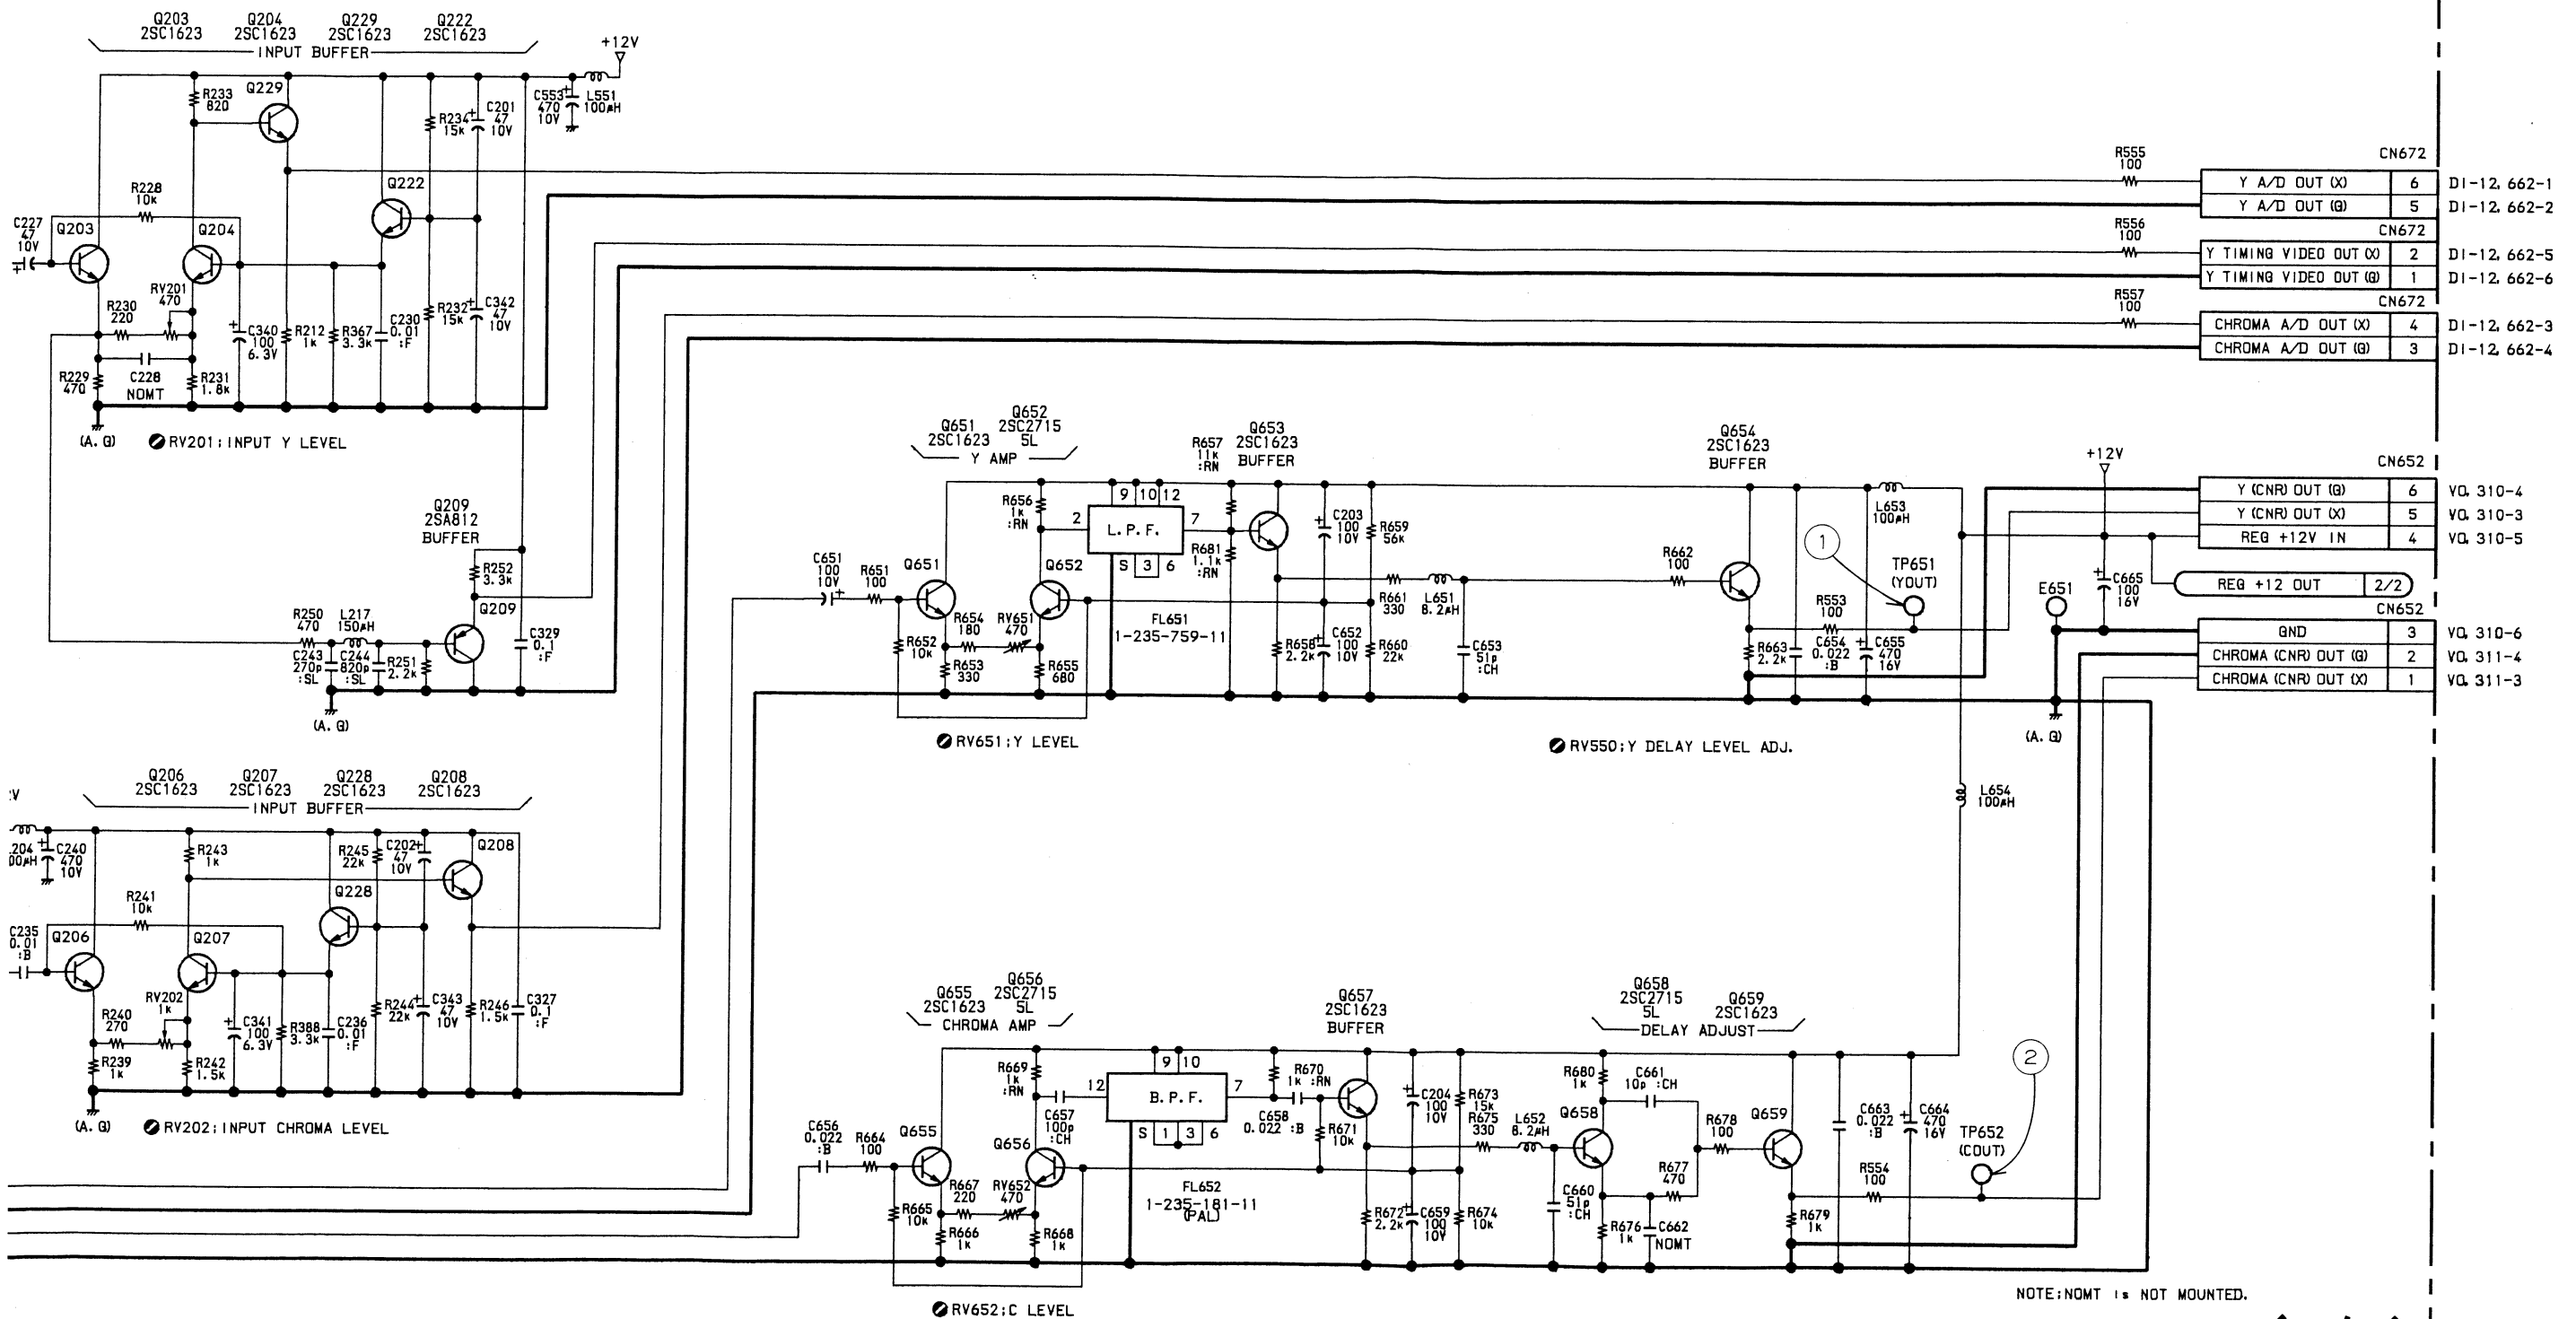 Q203 Q204 Q229 Q222
2SC1623 2SC1623 2SC1623 2SC1623
INPUT BUFFER
+12V
R233
820
Q229
C553
470
10V
L551
100µH
R234
15k
C201
47
10V
R228
10k
Q222
C227
47
10V
Q203
Q204
RV201
470
R230
220
C340
100
6.3V
R212
1k
R367
3.3k
C230
0.01
:F
R232
15k
C342
47
10V
R229
470
C228
NOMT
R231
1.8k
(A.G)
RV201;INPUT Y LEVEL
R555
100
CN672
Y A/D OUT (X) 6 DI-12, 662-1
Y A/D OUT (G) 5 DI-12, 662-2
R556
100
CN672
Y TIMING VIDEO OUT (X) 2 DI-12, 662-5
Y TIMING VIDEO OUT (G) 1 DI-12, 662-6
R557
100
CN672
CHROMA A/D OUT (X) 4 DI-12, 662-3
CHROMA A/D OUT (G) 3 DI-12, 662-4
Q209
2SA812
BUFFER
R252
3.3k
Q209
R250
470
L217
150µH
C243
270p
:SL
C244
820p
:SL
R251
2.2k
C329
0.1
:F
(A.G)
Q651
2SC1623
Q652
2SC2715
5L
Y AMP
R657
11k
:RN
Q653
2SC1623
BUFFER
Q654
2SC1623
BUFFER
R656
1k
:RN
9 10 12
2
L.P.F.
7
S 3 6
R681
1.1k
:RN
C203
100
10V
R659
56k
C651
100
10V
R651
100
Q651
Q652
R654
180
RV651
470
R652
10k
R653
330
R655
680
FL651
1-235-759-11
R661
330
L651
8.2µH
R658
2.2k
C652
100
10V
R660
22k
C653
51p
:CH
R662
100
L653
100µH
1
TP651
(YOUT)
R553
100
R663
2.2k
C654
0.022
:B
C655
470
16V
RV651;Y LEVEL
RV550;Y DELAY LEVEL ADJ.
+12V
CN652
Y (CNR) OUT (G) 6 VO, 310-4
Y (CNR) OUT (X) 5 VO, 310-3
REG +12V IN 4 VO, 310-5
E651
C665
100
16V
REG +12 OUT 2/2
CN652
GND 3 VO, 310-6
CHROMA (CNR) OUT (G) 2 VO, 311-4
CHROMA (CNR) OUT (X) 1 VO, 311-3
(A.G)
L654
100µH
Q206 Q207 Q228 Q208
2SC1623 2SC1623 2SC1623 2SC1623
INPUT BUFFER
C240
470
10V
R243
1k
R245
22k
C202
47
10V
Q208
R241
10k
Q228
C235
0.01
:B
Q206
Q207
RV202
1k
R240
270
C341
100
6.3V
R388
3.3k
C236
0.01
:F
R244
22k
C343
47
10V
R246
1.5k
C327
0.1
:F
R239
1k
R242
1.5k
(A.G)
RV202;INPUT CHROMA LEVEL
Q655
2SC1623
Q656
2SC2715
5L
CHROMA AMP
Q657
2SC1623
BUFFER
Q658
2SC2715
5L
Q659
2SC1623
DELAY ADJUST
R669
1k
:RN
9 10
12
B.P.F.
7
S 1 3 6
C657
100p
:CH
R670
1k :RN
C658
0.022 :B
R671
10k
C204
100
10V
R673
15k
R675
330
L652
8.2µH
R680
1k
C661
10p :CH
Q658
R678
100
Q659
C663
0.022
:B
C664
470
16V
2
TP652
(COUT)
C656
0.022
:B
R664
100
Q655
Q656
R667
220
RV652
470
R665
10k
R666
1k
R668
1k
FL652
1-235-181-11
(PAL)
R672
2.2k
C659
100
10V
R674
10k
C660
51p
:CH
R677
470
R676
1k
C662
NOMT
R554
100
R679
1k
RV652;C LEVEL
NOTE;NOMT Is NOT MOUNTED.